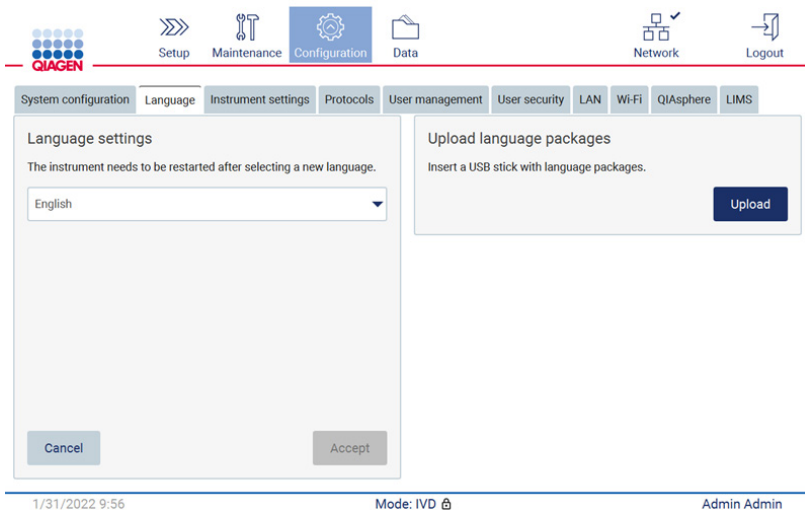 QIAGEN
Setup
Maintenance
Configuration
Data
Network
Logout
System configuration
Language
Instrument settings
Protocols
User management
User security
LAN
Wi-Fi
QIAsphere
LIMS
Language settings
The instrument needs to be restarted after selecting a new language.
English
Cancel
Accept
Upload language packages
Insert a USB stick with language packages.
Upload
1/31/2022 9:56
Mode: IVD
Admin Admin